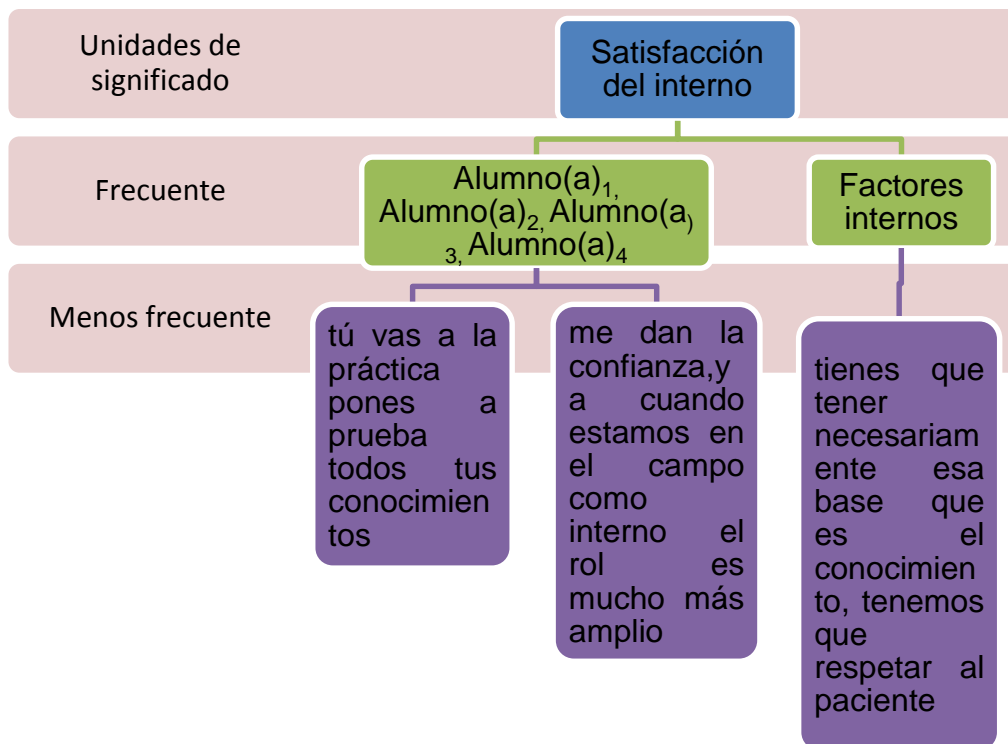 Unidades de
significado
Satisfacción
del interno
Frecuente
Alumno(a)1,
Alumno(a)2, Alumno(a)
3, Alumno(a)4
Factores
internos
Menos frecuente
tú vas a la
práctica
pones a
prueba
todos tus
conocimien
tos
me dan la
confianza,y
a cuando
estamos en
el campo
como
interno el
rol es
mucho más
amplio
tienes que
tener
necesariam
ente esa
base que
es el
conocimien
to, tenemos
que
respetar al
paciente